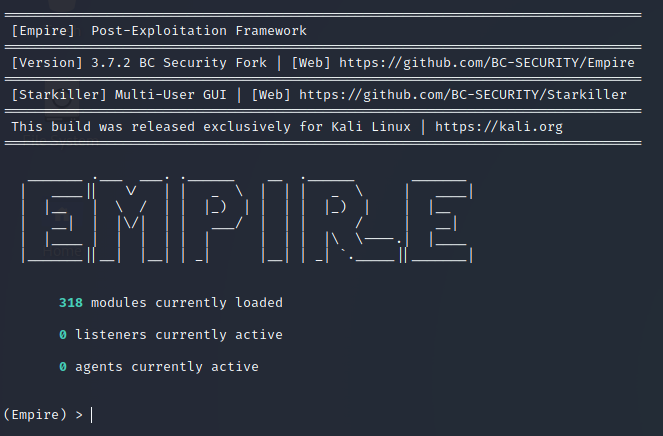 [Empire]  Post-Exploitation Framework
[Version] 3.7.2 BC Security Fork | [Web] https://github.com/BC-SECURITY/Empire
[Starkiller] Multi-User GUI | [Web] https://github.com/BC-SECURITY/Starkiller
This build was released exclusively for Kali Linux | https://kali.org
EMPIRE
318 modules currently loaded
0 listeners currently active
0 agents currently active
(Empire) >